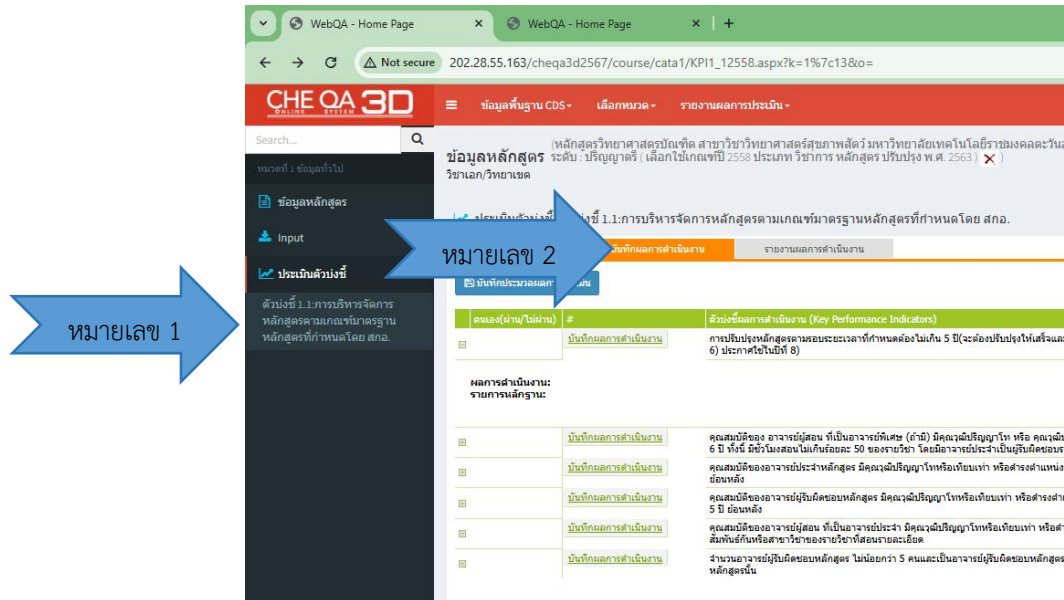 WebQA - Home Page
WebQA - Home Page
Not secure
202.28.55.163/cheqa3d2567/course/cata1/KPI1_12558.aspx?k=1%7c13&o=
CHE QA 3D
ONLINE SYSTEM
ข้อมูลพื้นฐาน CDS
เลือกหมวด
รายงานผลการประเมิน
Search...
หมวดที่ 1 ข้อมูลทั่วไป
ข้อมูลหลักสูตร
Input
ประเมินตัวบ่งชี้
ตัวบ่งชี้ 1.1:การบริหารจัดการ
หลักสูตรตามเกณฑ์มาตรฐาน
หลักสูตรที่กำหนดโดย สกอ.
หมายเลข 1
ข้อมูลหลักสูตร
(หลักสูตรวิทยาศาสตรบัณฑิต สาขาวิชาวิทยาศาสตร์สุขภาพสัตว์ มหาวิทยาลัยเทคโนโลยีราชมงคลตะวัน
ระดับ : ปริญญาตรี ( เลือกใช้เกณฑ์ปี 2558 ประเภท วิชาการ หลักสูตร ปรับปรุง พ.ศ. 2563 ) )
วิชาเอก/วิทยาเขต
ประเมินตัวบ่งชี้ ตัวบ่งชี้ 1.1:การบริหารจัดการหลักสูตรตามเกณฑ์มาตรฐานหลักสูตรที่กำหนดโดย สกอ.
หมายเลข 2
บันทึกผลการดำเนินงาน
รายงานผลการดำเนินงาน
บันทึกประมวลผล
ตนเอง(ผ่าน/ไม่ผ่าน) # ตัวบ่งชี้ผลการดำเนินงาน (Key Performance Indicators)
บันทึกผลการดำเนินงาน การปรับปรุงหลักสูตรตามรอบระยะเวลาที่กำหนดต้องไม่เกิน 5 ปี(จะต้องปรับปรุงให้เสร็จและ
6) ประกาศใช้ในปีที่ 8)
ผลการดำเนินงาน:
รายการหลักฐาน:
บันทึกผลการดำเนินงาน คุณสมบัติของ อาจารย์ผู้สอน ที่เป็นอาจารย์พิเศษ (ถ้ามี) มีคุณวุฒิปริญญาโท หรือ
6 ปี ทั้งนี้ มีชั่วโมงสอนไม่เกินร้อยละ 50 ของรายวิชา โดยมีอาจารย์ประจำเป็นผู้รับผิดชอบ
บันทึกผลการดำเนินงาน คุณสมบัติของอาจารย์ประจำหลักสูตร มีคุณวุฒิปริญญาโทหรือเทียบเท่า หรือดำรงตำแหน่ง
ย้อนหลัง
บันทึกผลการดำเนินงาน คุณสมบัติของอาจารย์ผู้รับผิดชอบหลักสูตร มีคุณวุฒิปริญญาโทหรือเทียบเท่า
5 ปี ย้อนหลัง
บันทึกผลการดำเนินงาน คุณสมบัติของอาจารย์ผู้สอน ที่เป็นอาจารย์ประจำ มีคุณวุฒิปริญญาโทหรือเทียบเท่า
สัมพันธ์กันหรือสาขาวิชาของรายวิชาที่สอนรายละเอียด
บันทึกผลการดำเนินงาน จำนวนอาจารย์ผู้รับผิดชอบหลักสูตร ไม่น้อยกว่า 5 คนและเป็นอาจารย์ผู้รับผิดชอบหลักสูตร
หลักสูตรนั้น